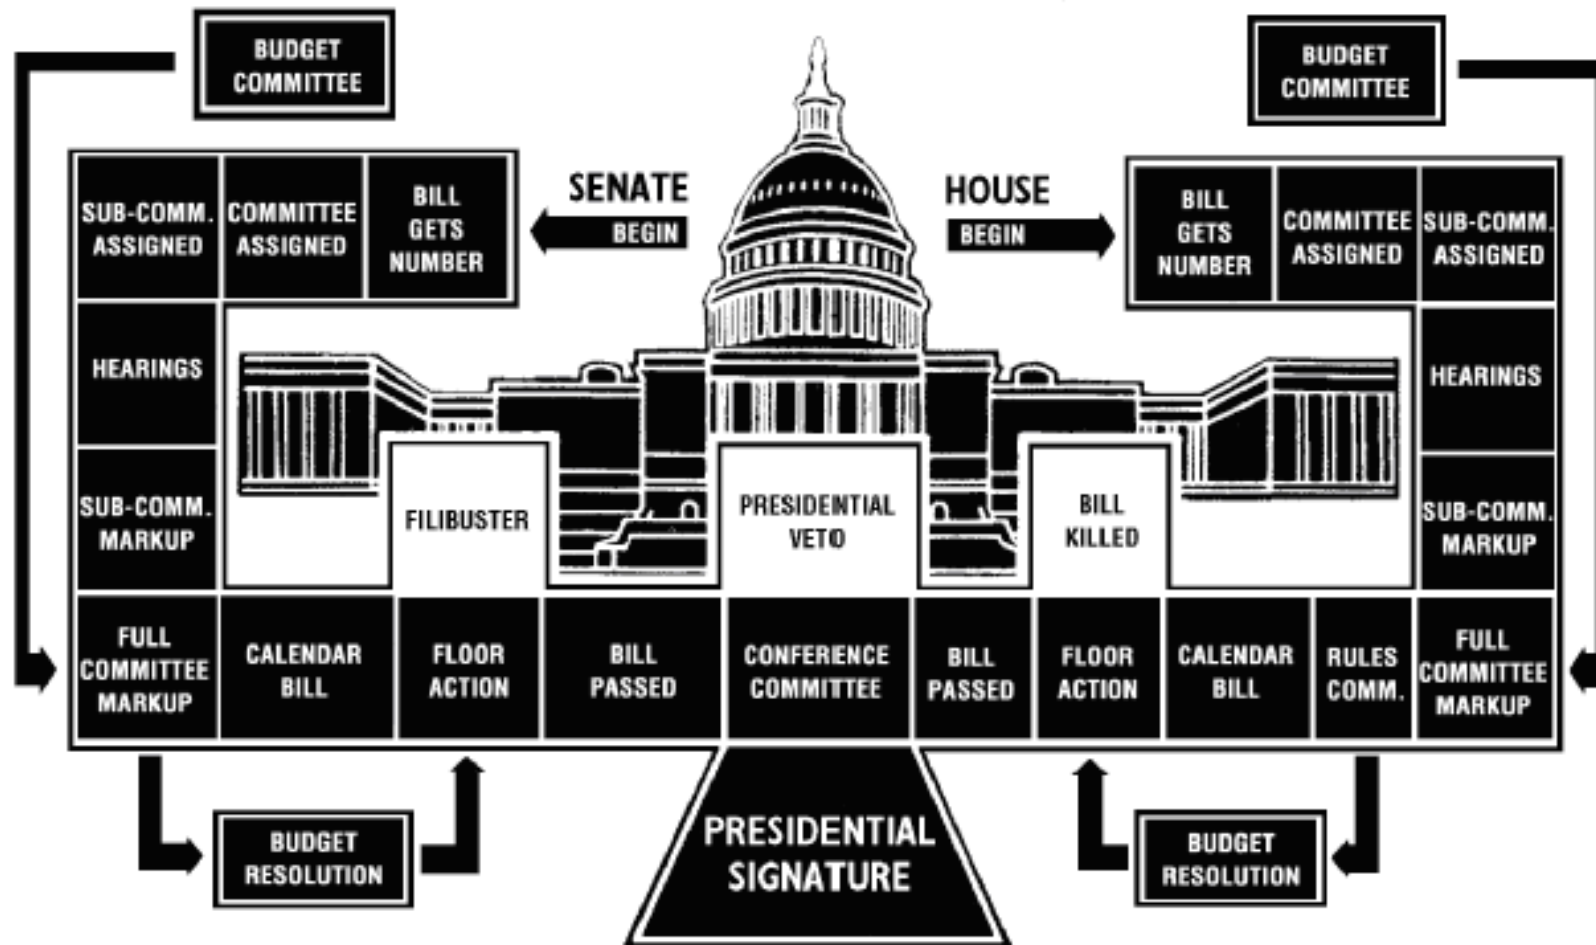 BUDGET
COMMITTEE
BUDGET
COMMITTEE
SENATE
BEGIN
HOUSE
BEGIN
BILL
GETS
NUMBER
COMMITTEE
ASSIGNED
SUB-COMM.
ASSIGNED
HEARINGS
SUB-COMM.
MARKUP
FULL
COMMITTEE
MARKUP
CALENDAR
BILL
FLOOR
ACTION
BILL
PASSED
FILIBUSTER
BUDGET
RESOLUTION
BILL
GETS
NUMBER
COMMITTEE
ASSIGNED
SUB-COMM.
ASSIGNED
HEARINGS
SUB-COMM.
MARKUP
FULL
COMMITTEE
MARKUP
RULES
COMM.
CALENDAR
BILL
FLOOR
ACTION
BILL
PASSED
BILL
KILLED
BUDGET
RESOLUTION
CONFERENCE
COMMITTEE
PRESIDENTIAL
VETO
PRESIDENTIAL
SIGNATURE